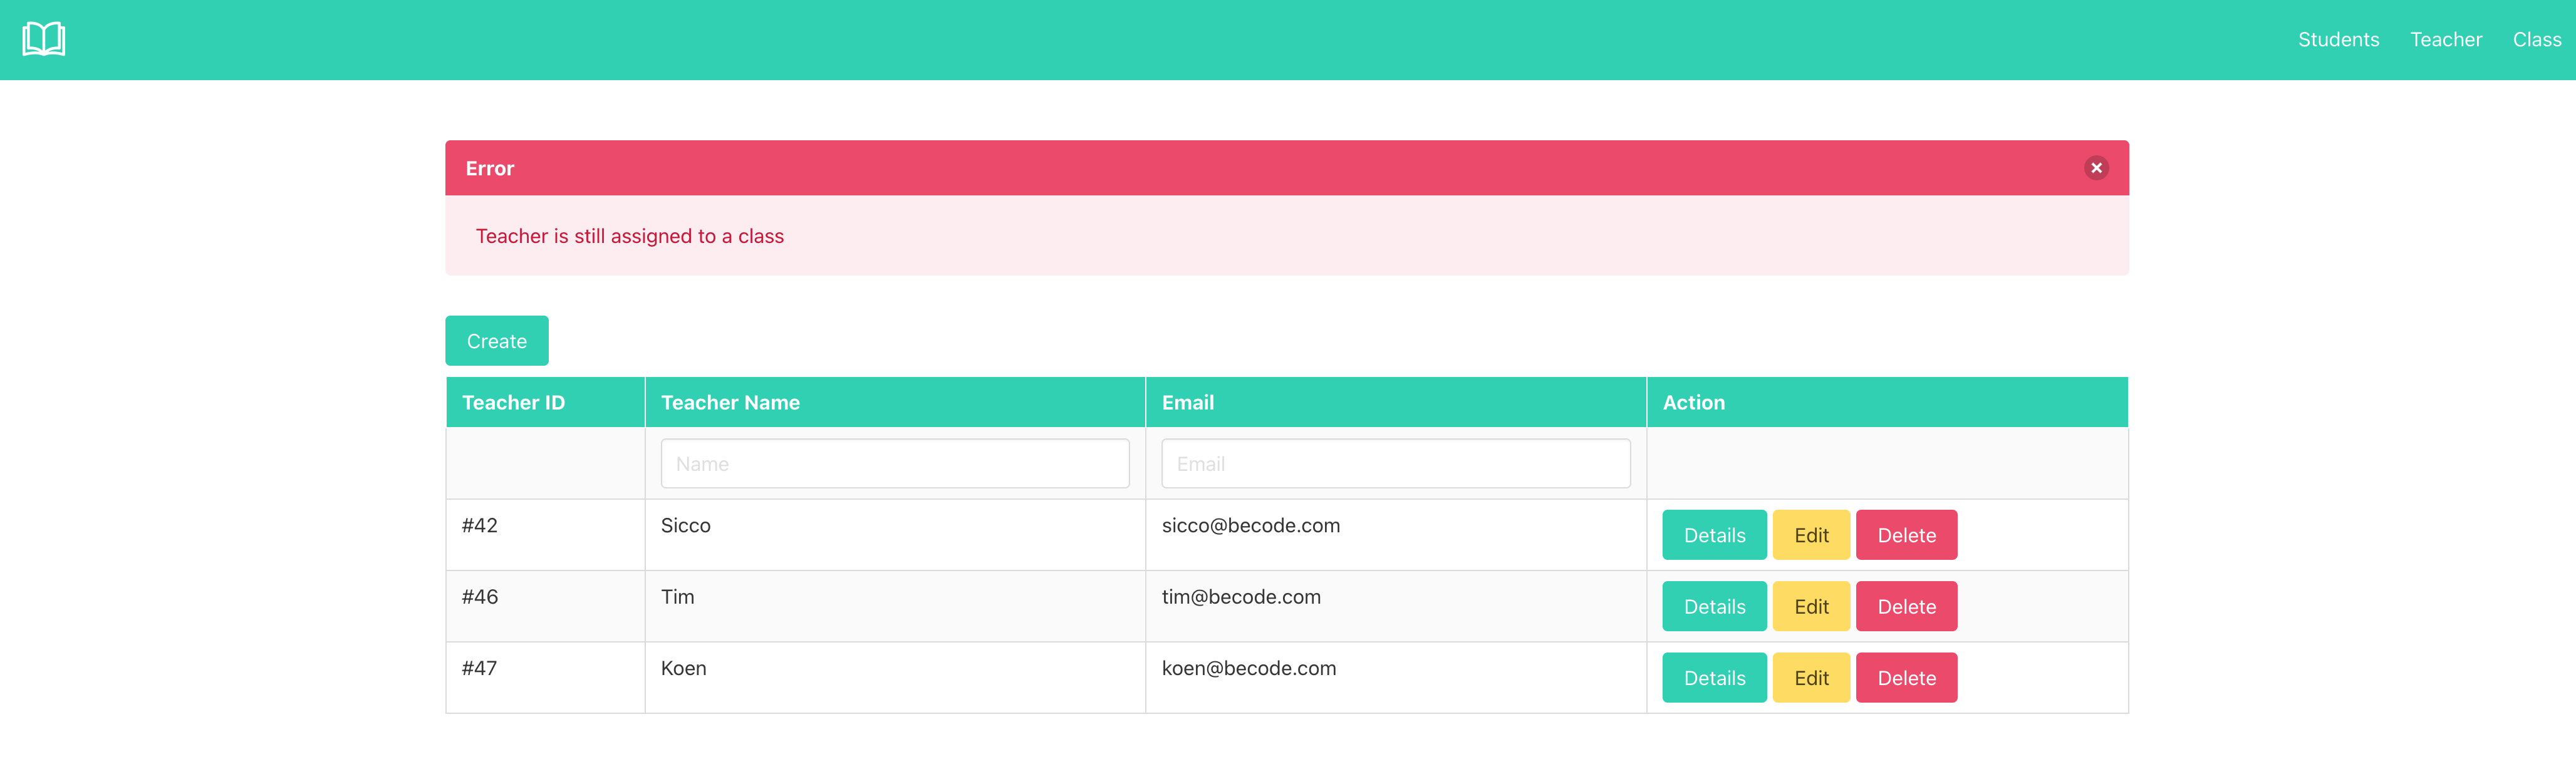 Students Teacher Class
Error
Teacher is still assigned to a class
Create
Teacher ID Teacher Name Email Action
Name Email
#42 Sicco sicco@becode.com Details Edit Delete
#46 Tim tim@becode.com Details Edit Delete
#47 Koen koen@becode.com Details Edit Delete